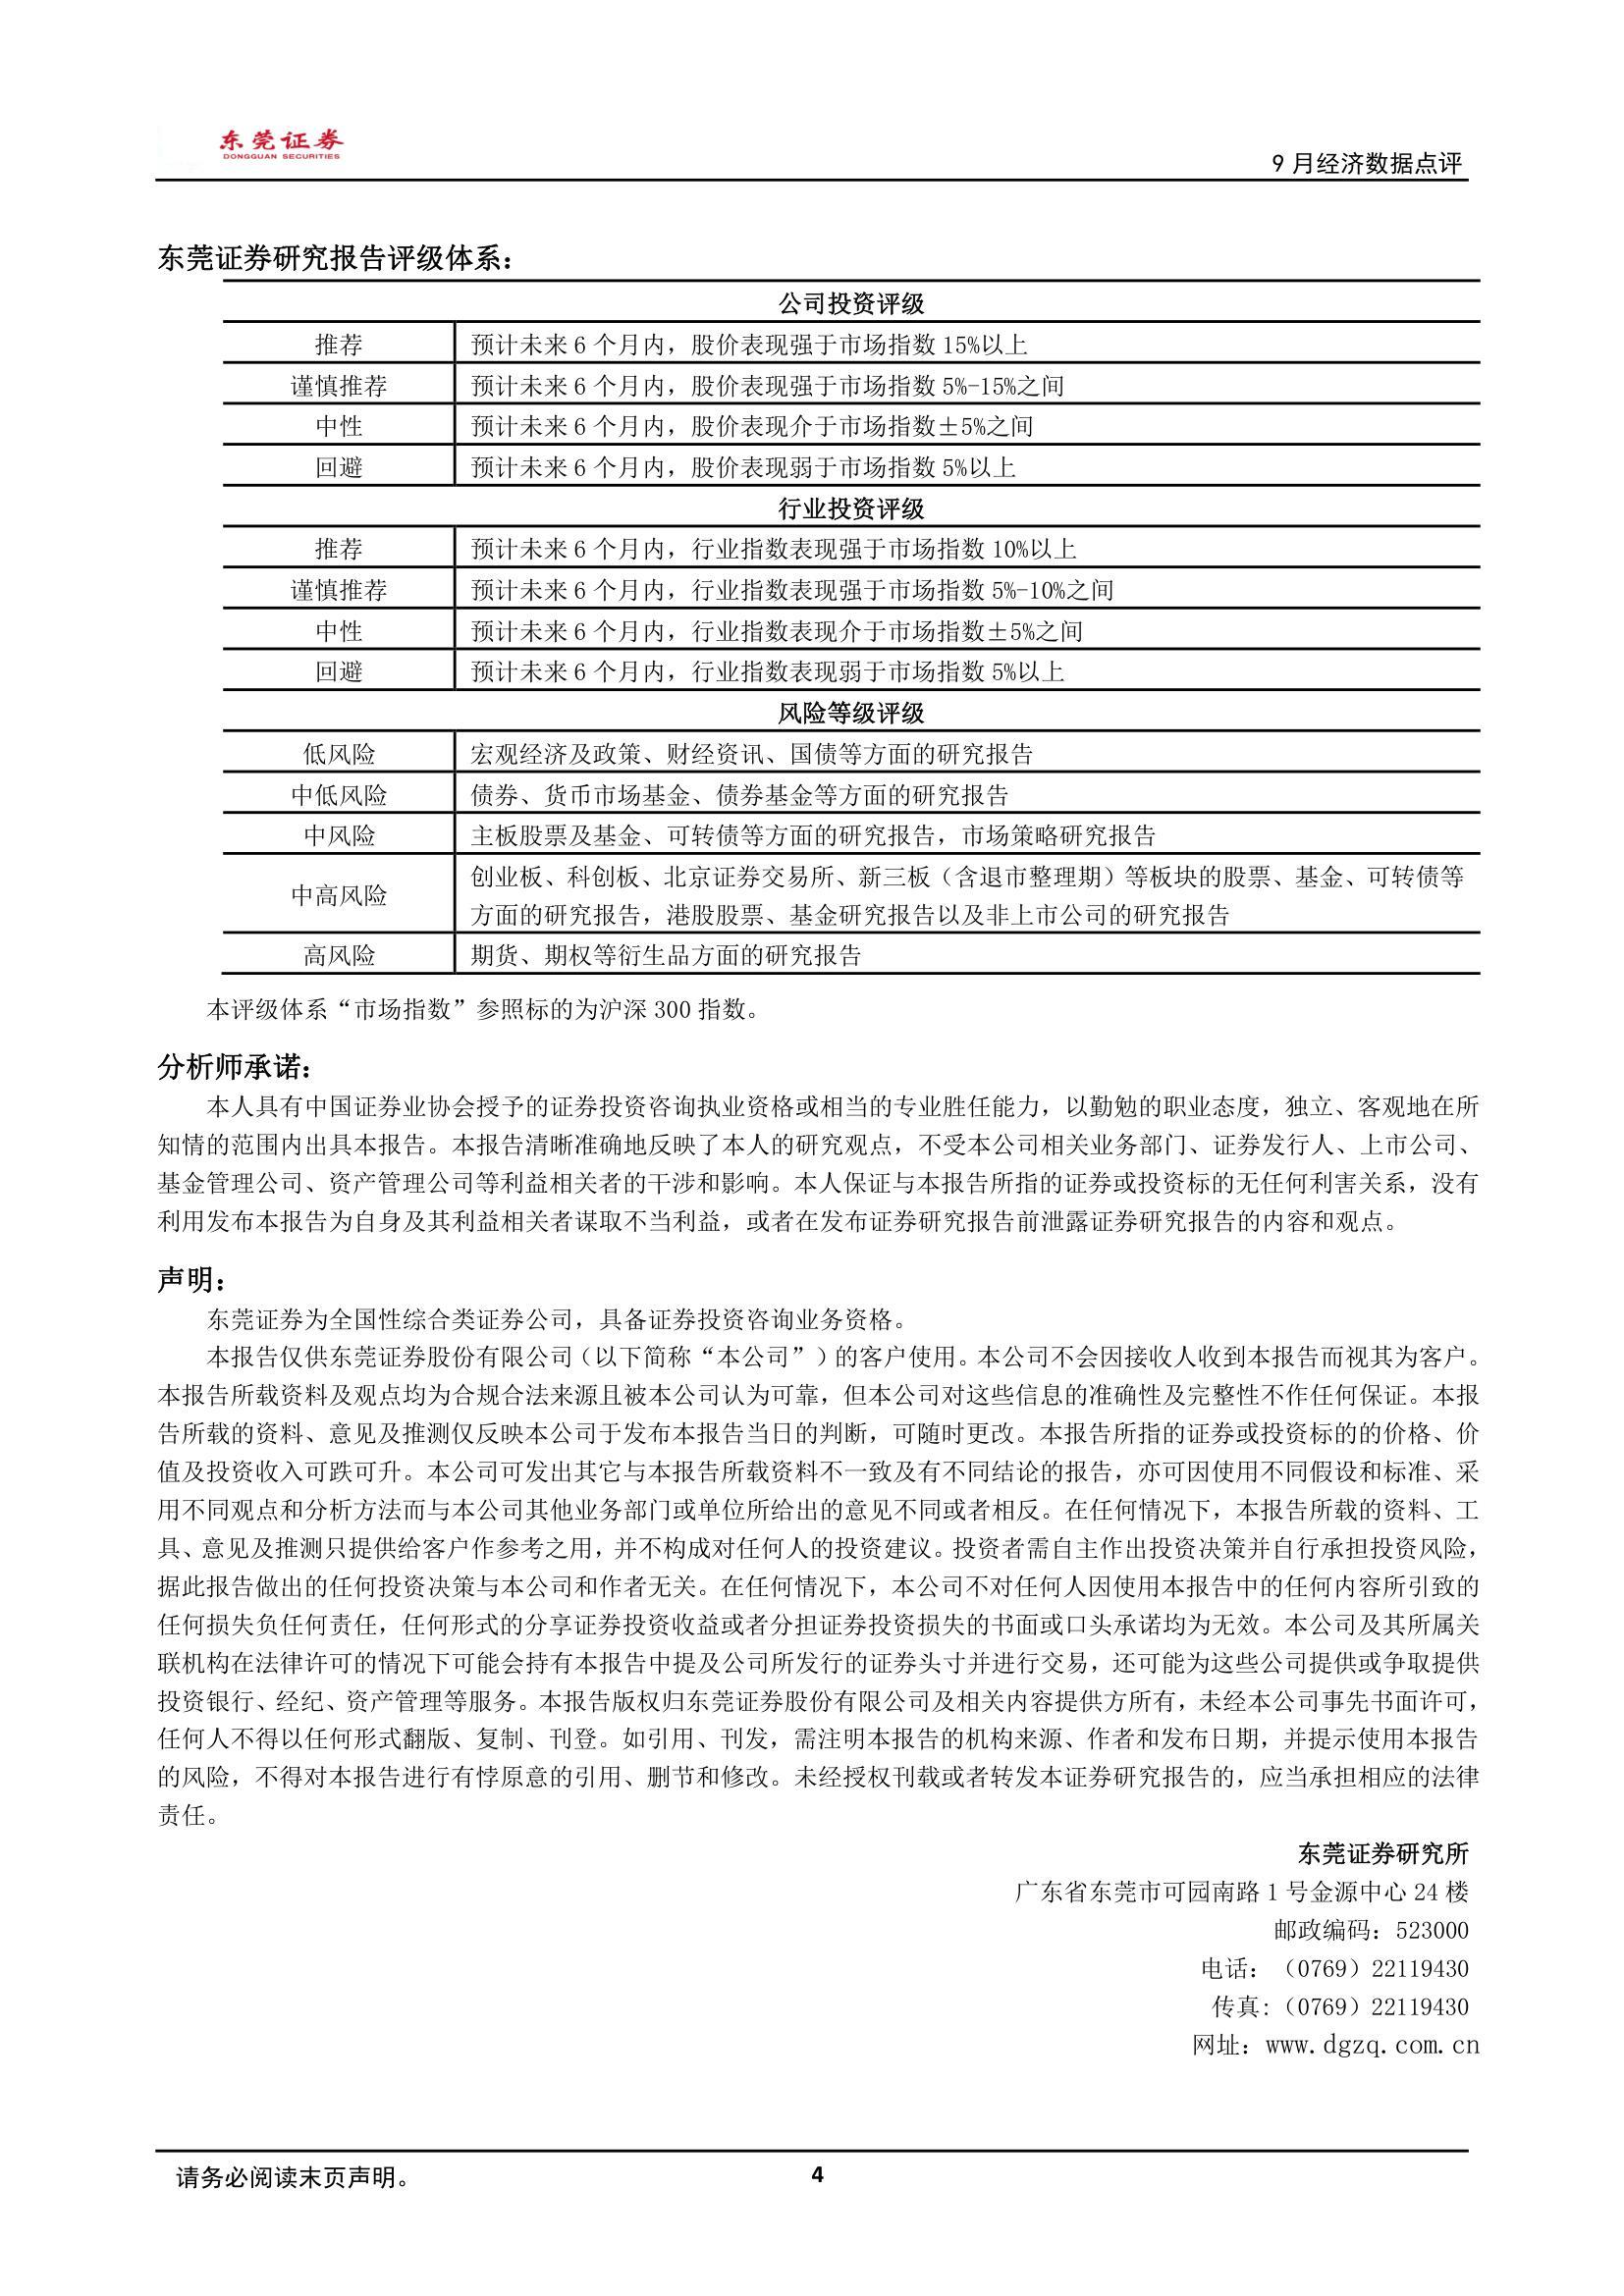 东莞证券
DONGGUAN SECURITIES
9 月经济数据点评
东莞证券研究报告评级体系：
公司投资评级
推荐 预计未来 6 个月内，股价表现强于市场指数 15%以上
谨慎推荐 预计未来 6 个月内，股价表现强于市场指数 5%-15%之间
中性 预计未来 6 个月内，股价表现介于市场指数±5%之间
回避 预计未来 6 个月内，股价表现弱于市场指数 5%以上
行业投资评级
推荐 预计未来 6 个月内，行业指数表现强于市场指数 10%以上
谨慎推荐 预计未来 6 个月内，行业指数表现强于市场指数 5%-10%之间
中性 预计未来 6 个月内，行业指数表现介于市场指数±5%之间
回避 预计未来 6 个月内，行业指数表现弱于市场指数 5%以上
风险等级评级
低风险 宏观经济及政策、财经资讯、国债等方面的研究报告
中低风险 债券、货币市场基金、债券基金等方面的研究报告
中风险 主板股票及基金、可转债等方面的研究报告，市场策略研究报告
中高风险 创业板、科创板、北京证券交易所、新三板（含退市整理期）等板块的股票、基金、可转债等
方面的研究报告，港股股票、基金研究报告以及非上市公司的研究报告
高风险 期货、期权等衍生品方面的研究报告
本评级体系“市场指数”参照标的为沪深 300 指数。
分析师承诺：
本人具有中国证券业协会授予的证券投资咨询执业资格或相当的专业胜任能力，以勤勉的职业态度，独立、客观地在所
知情的范围内出具本报告。本报告清晰准确地反映了本人的研究观点，不受本公司相关业务部门、证券发行人、上市公司、
基金管理公司、资产管理公司等利益相关者的干涉和影响。本人保证与本报告所指的证券或投资标的无任何利害关系，没有
利用发布本报告为自身及其利益相关者谋取不当利益，或者在发布证券研究报告前泄露证券研究报告的内容和观点。
声明：
东莞证券为全国性综合类证券公司，具备证券投资咨询业务资格。
本报告仅供东莞证券股份有限公司（以下简称“本公司”）的客户使用。本公司不会因接收人收到本报告而视其为客户。
本报告所载资料及观点均为合规合法来源且被本公司认为可靠，但本公司对这些信息的准确性及完整性不作任何保证。本报
告所载的资料、意见及推测仅反映本公司于发布本报告当日的判断，可随时更改。本报告所指的证券或投资标的的价格、价
值及投资收入可跌可升。本公司可发出其它与本报告所载资料不一致及有不同结论的报告，亦可因使用不同假设和标准、采
用不同观点和分析方法而与本公司其他业务部门或单位所给出的意见不同或者相反。在任何情况下，本报告所载的资料、工
具、意见及推测只提供给客户作参考之用，并不构成对任何人的投资建议。投资者需自主作出投资决策并自行承担投资风险，
据此报告做出的任何投资决策与本公司和作者无关。在任何情况下，本公司不对任何人因使用本报告中的任何内容所引致的
任何损失负任何责任，任何形式的分享证券投资收益或者分担证券投资损失的书面或口头承诺均为无效。本公司及其所属关
联机构在法律许可的情况下可能会持有本报告中提及公司所发行的证券头寸并进行交易，还可能为这些公司提供或争取提供
投资银行、经纪、资产管理等服务。本报告版权归东莞证券股份有限公司及相关内容提供方所有，未经本公司事先书面许可，
任何人不得以任何形式翻版、复制、刊登。如引用、刊发，需注明本报告的机构来源、作者和发布日期，并提示使用本报告
的风险，不得对本报告进行有悖原意的引用、删节和修改。未经授权刊载或者转发本证券研究报告的，应当承担相应的法律
责任。
东莞证券研究所
广东省东莞市可园南路 1 号金源中心 24 楼
邮政编码：523000
电话：（0769）22119430
传真:（0769）22119430
网址：www.dgzq.com.cn
请务必阅读末页声明。
4